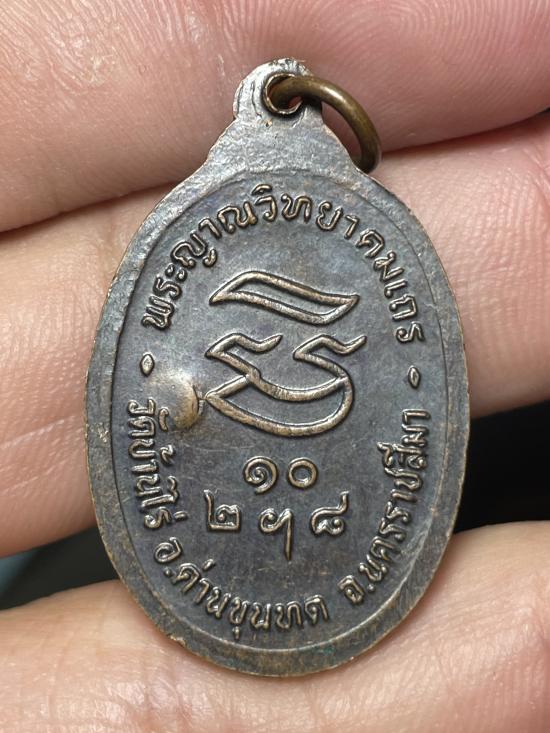 พระญาณวิทยาคมเถร
๑๐
๒ ๓ ๘
วัดบ้านไร่ อ.ด่านขุนทด จ.นครราชสีมา